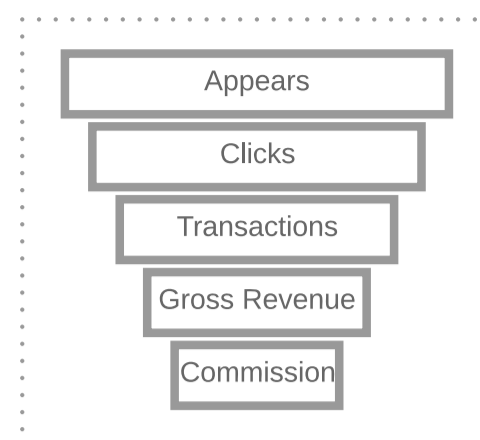 Appears
Clicks
Transactions
Gross Revenue
Commission